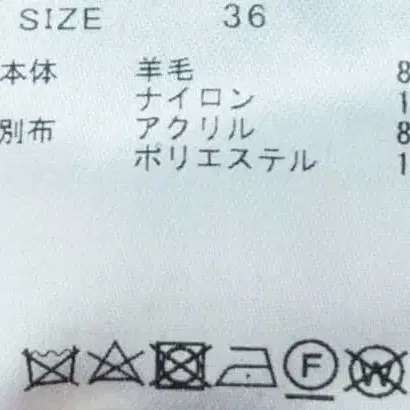 SIZE 36
本体 羊毛 8
ナイロン 1
別布 アクリル 8
ポリエステル 1
F
W